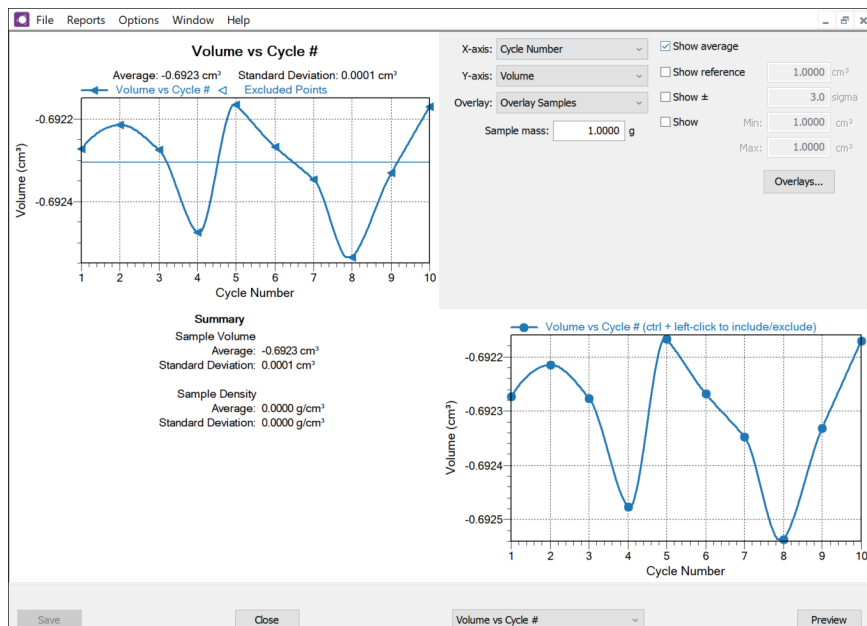 File Reports Options Window Help
Volume vs Cycle #
Average: -0.6923 cm³ Standard Deviation: 0.0001 cm³
Volume vs Cycle # Excluded Points
-0.6922
-0.6924
Volume (cm³)
1 2 3 4 5 6 7 8 9 10
Cycle Number
X-axis: Cycle Number
Y-axis: Volume
Overlay: Overlay Samples
Sample mass: 1.0000 g
Show average
Show reference 1.0000 cm³
Show ± 3.0 sigma
Show Min: 1.0000 cm³
Max: 1.0000 cm³
Overlays...
Summary
Sample Volume
Average: -0.6923 cm³
Standard Deviation: 0.0001 cm³
Sample Density
Average: 0.0000 g/cm³
Standard Deviation: 0.0000 g/cm³
Volume vs Cycle # (ctrl + left-click to include/exclude)
-0.6922
-0.6923
-0.6924
-0.6925
Volume (cm³)
1 2 3 4 5 6 7 8 9 10
Cycle Number
Save Close Volume vs Cycle # Preview